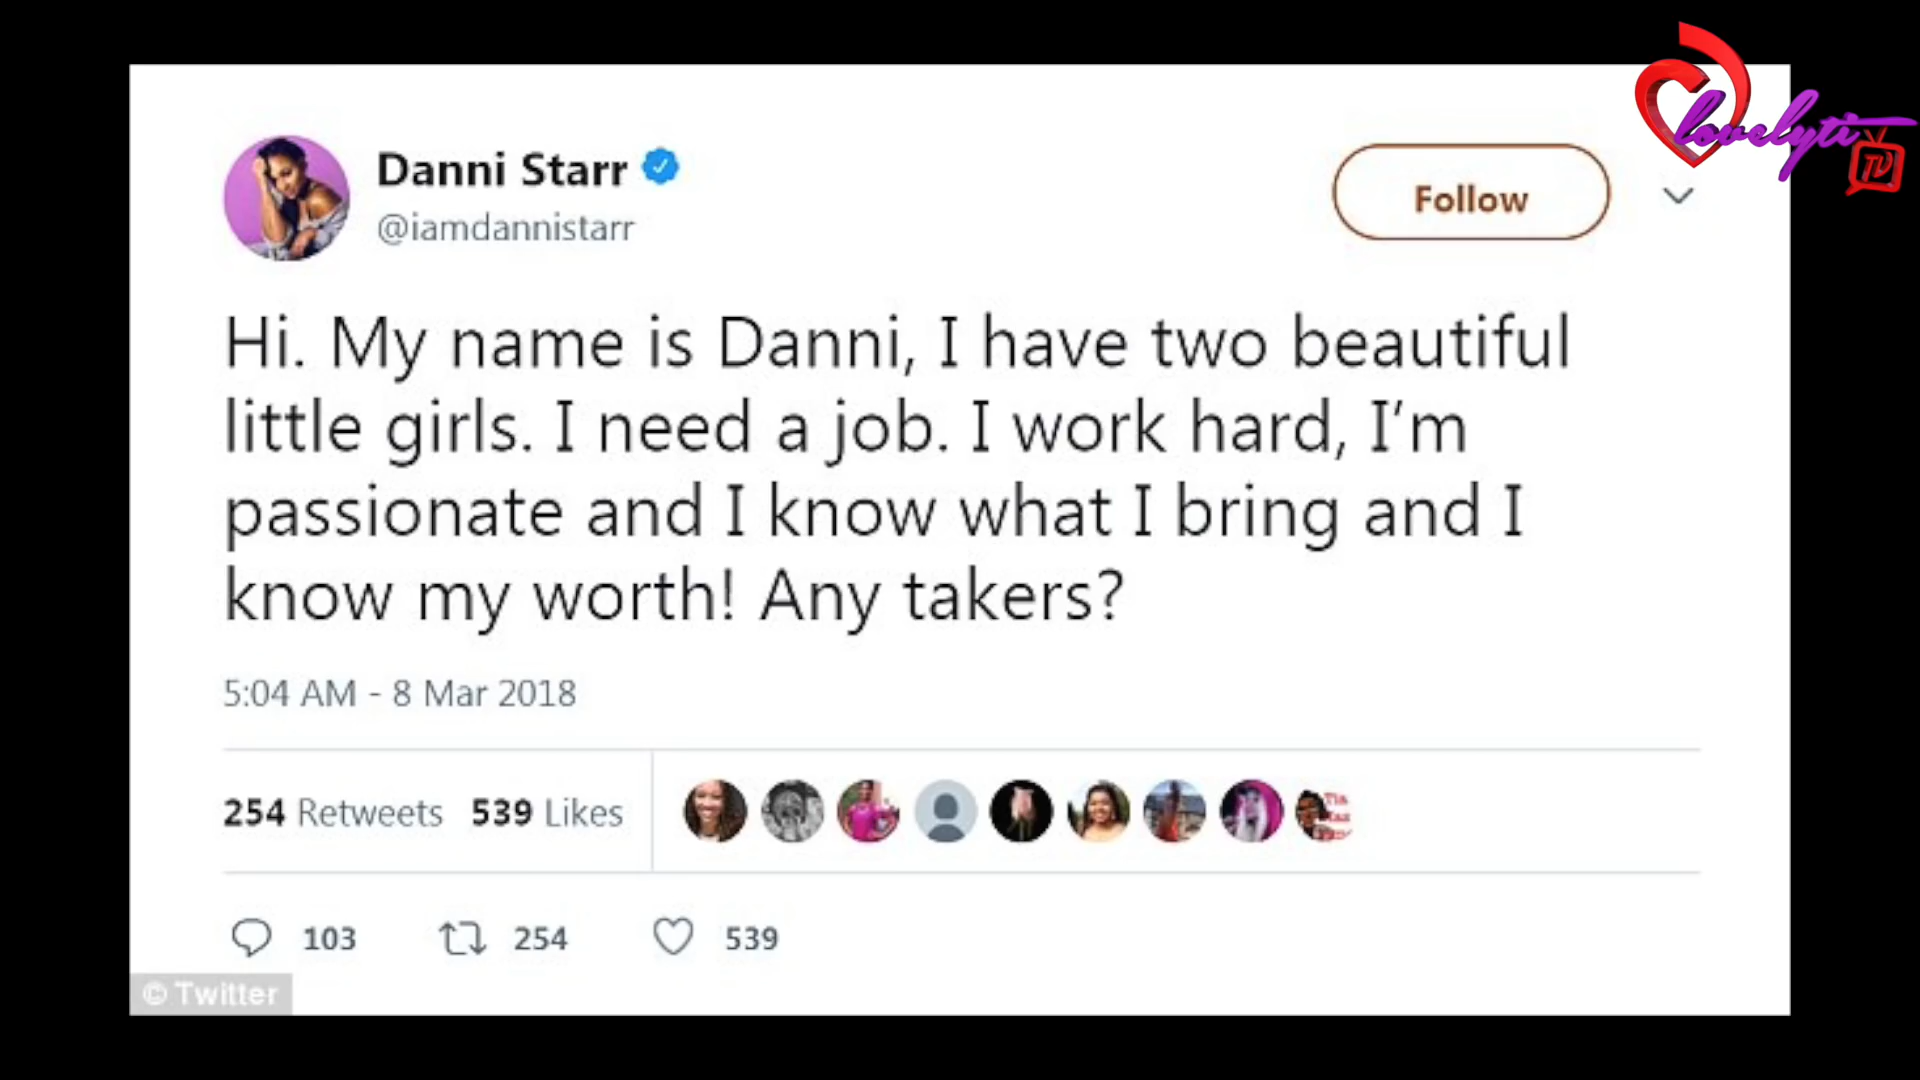 lovelyti
TV
Danni Starr
@iamdannistarr
Follow
Hi. My name is Danni, I have two beautiful
little girls. I need a job. I work hard, I'm
passionate and I know what I bring and I
know my worth! Any takers?
5:04 AM - 8 Mar 2018
254 Retweets 539 Likes
103 254 539
© Twitter